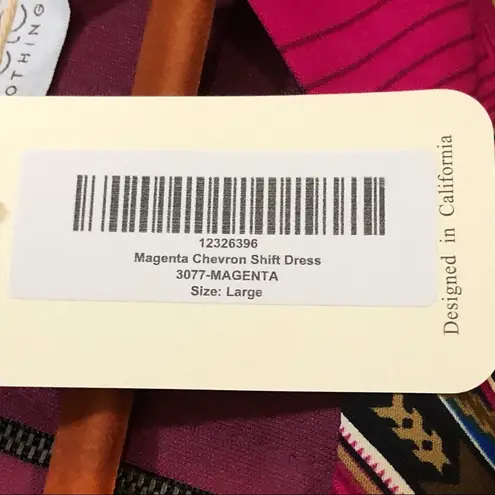 OTHING
12326396
Magenta Chevron Shift Dress
3077-MAGENTA
Size: Large
Designed in California